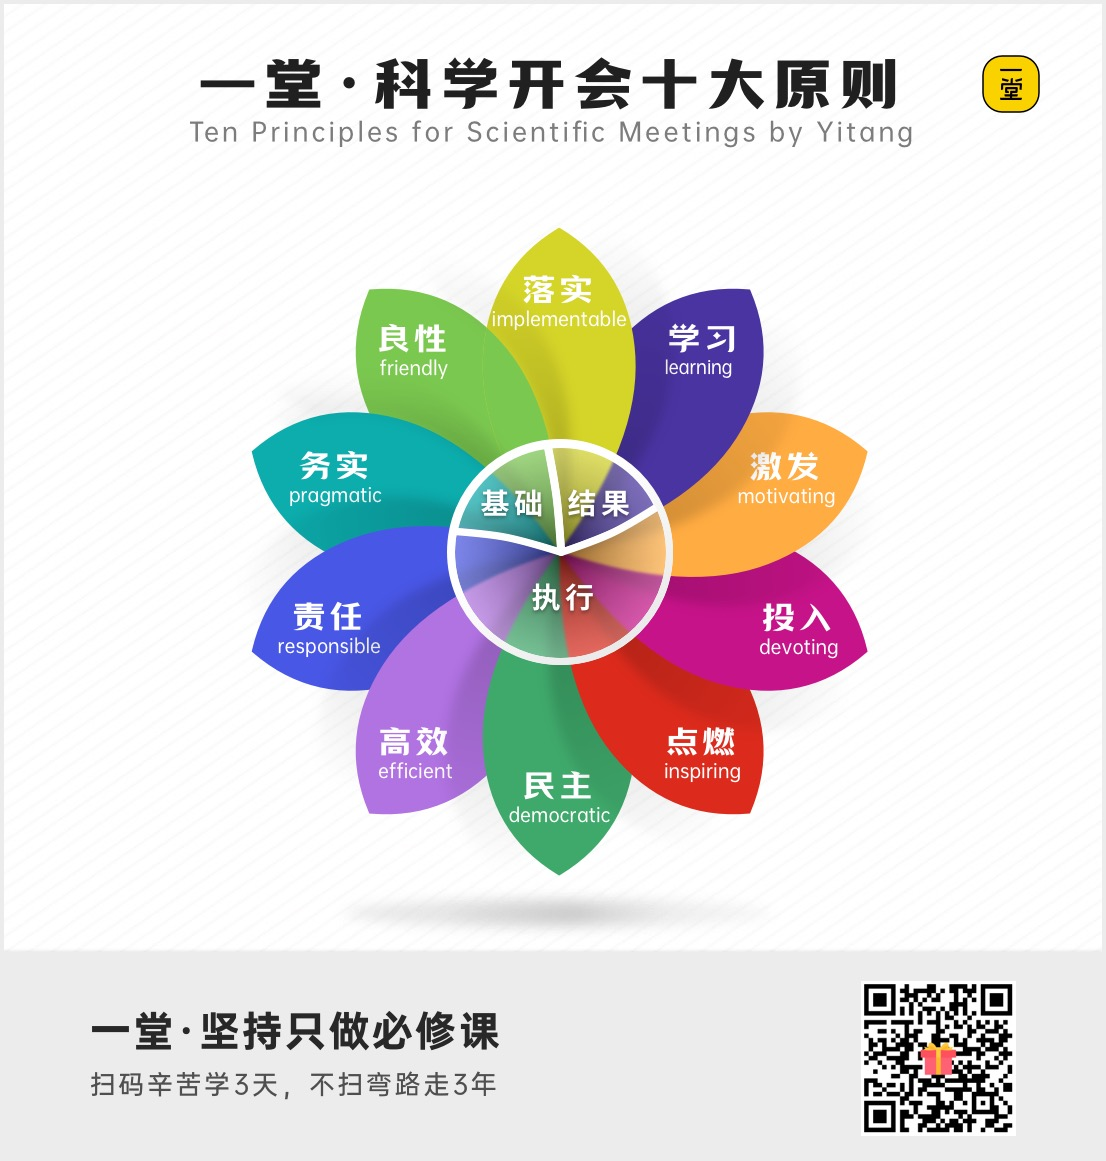 一堂·科学开会十大原则
Ten Principles for Scientific Meetings by Yitang
一堂
落实
implementable
学习
learning
激发
motivating
投入
devoting
点燃
inspiring
民主
democratic
高效
efficient
责任
responsible
务实
pragmatic
良性
friendly
基础
结果
执行
一堂·坚持只做必修课
扫码辛苦学3天，不扫弯路走3年